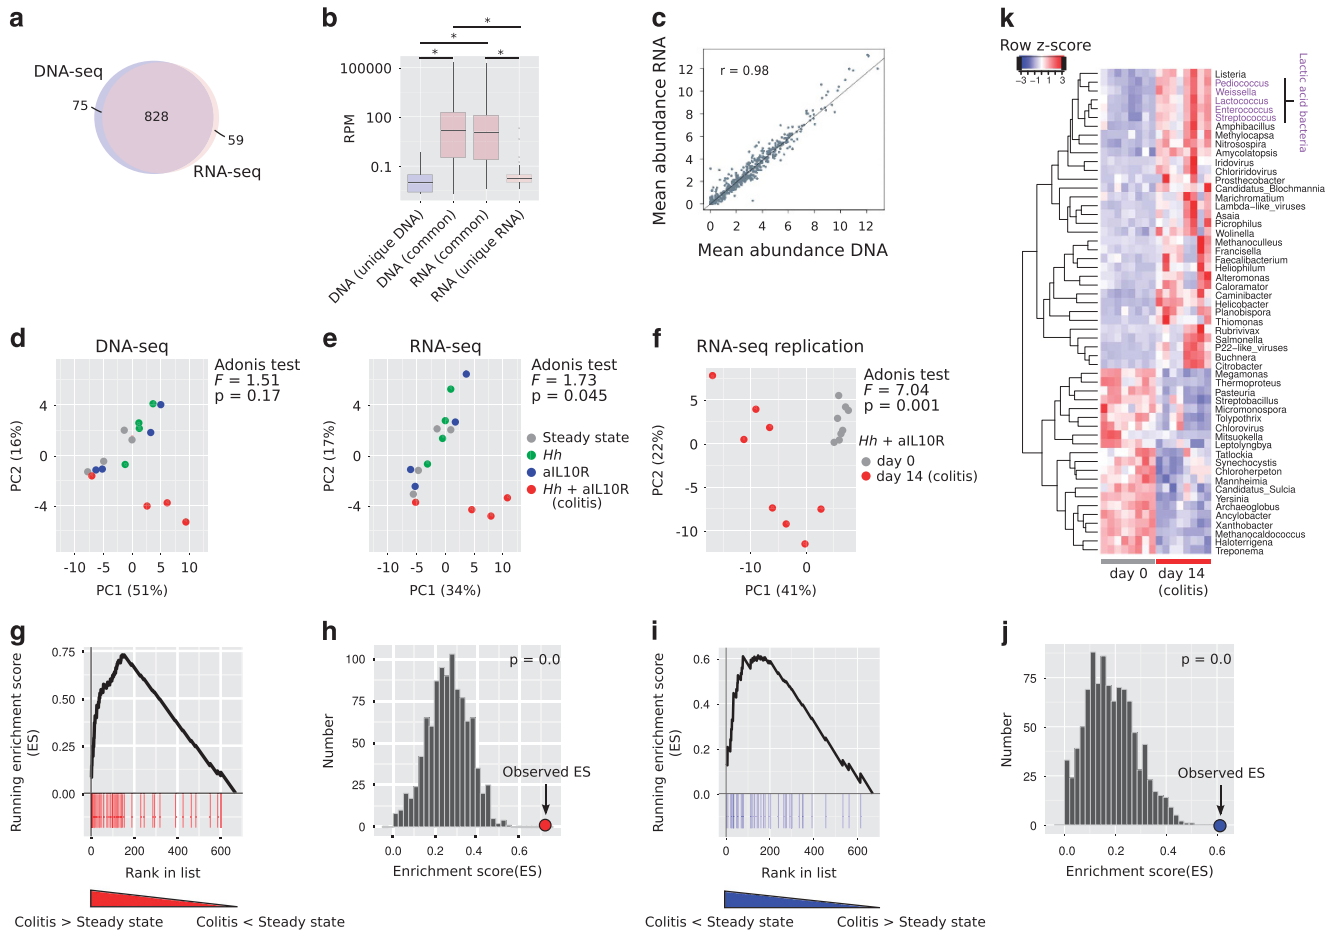 a
DNA-seq
75
828
59
RNA-seq
b
*
*
*
*
100000
100
0.1
RPM
DNA (unique DNA)
DNA (common)
RNA (common)
RNA (unique RNA)
c
r = 0.98
12
10
8
6
4
2
0
Mean abundance RNA
0 2 4 6 8 10 12
Mean abundance DNA
d
DNA-seq
Adonis test
F = 1.51
p = 0.17
4
0
-4
PC2 (16%)
-10 -5 0 5 10
PC1 (51%)
e
RNA-seq
Adonis test
F = 1.73
p = 0.045
Steady state
Hh
aIL10R
Hh + aIL10R
(colitis)
4
0
-4
PC2 (17%)
-10 -5 0 5 10
PC1 (34%)
f
RNA-seq replication
Adonis test
F = 7.04
p = 0.001
Hh + aIL10R
day 0
day 14 (colitis)
5
0
-5
-10
PC2 (22%)
-10 0
PC1 (41%)
g
0.75
0.50
0.25
0.00
Running enrichment score
(ES)
0 200 400 600
Rank in list
Colitis > Steady state
Colitis < Steady state
h
p = 0.0
100
75
50
25
0
Number
Observed ES
0.0 0.2 0.4 0.6
Enrichment score(ES)
i
0.6
0.4
0.2
0.0
Running enrichment score
(ES)
0 200 400 600
Rank in list
Colitis < Steady state
Colitis > Steady state
j
p = 0.0
75
50
25
0
Number
Observed ES
0.0 0.2 0.4 0.6
Enrichment score(ES)
k
Row z-score
-3 -1 1 3
Lactic acid bacteria
Listeria
Pediococcus
Weissella
Lactococcus
Enterococcus
Streptococcus
Amphibacillus
Methylocapsa
Nitrosospira
Amycolatopsis
Iridovirus
Chloriridovirus
Prosthecobacter
Candidatus_Blochmannia
Marichromatium
Lambda-like_viruses
Asaia
Picrophilus
Wolinella
Methanoculleus
Francisella
Faecalibacterium
Heliophilum
Alteromonas
Caloramator
Caminibacter
Helicobacter
Planobispora
Thiomonas
Rubrivivax
Salmonella
P22-like_viruses
Buchnera
Citrobacter
Megamonas
Thermoproteus
Pasteuria
Streptobacillus
Micromonospora
Tolypothrix
Chlorovirus
Mitsuokella
Leptolyngbya
Tatlockia
Synechocystis
Chloroherpeton
Mannheimia
Candidatus_Sulcia
Yersinia
Archaeoglobus
Ancylobacter
Xanthobacter
Methanocaldococcus
Haloterrigena
Treponema
day 0
day 14
(colitis)